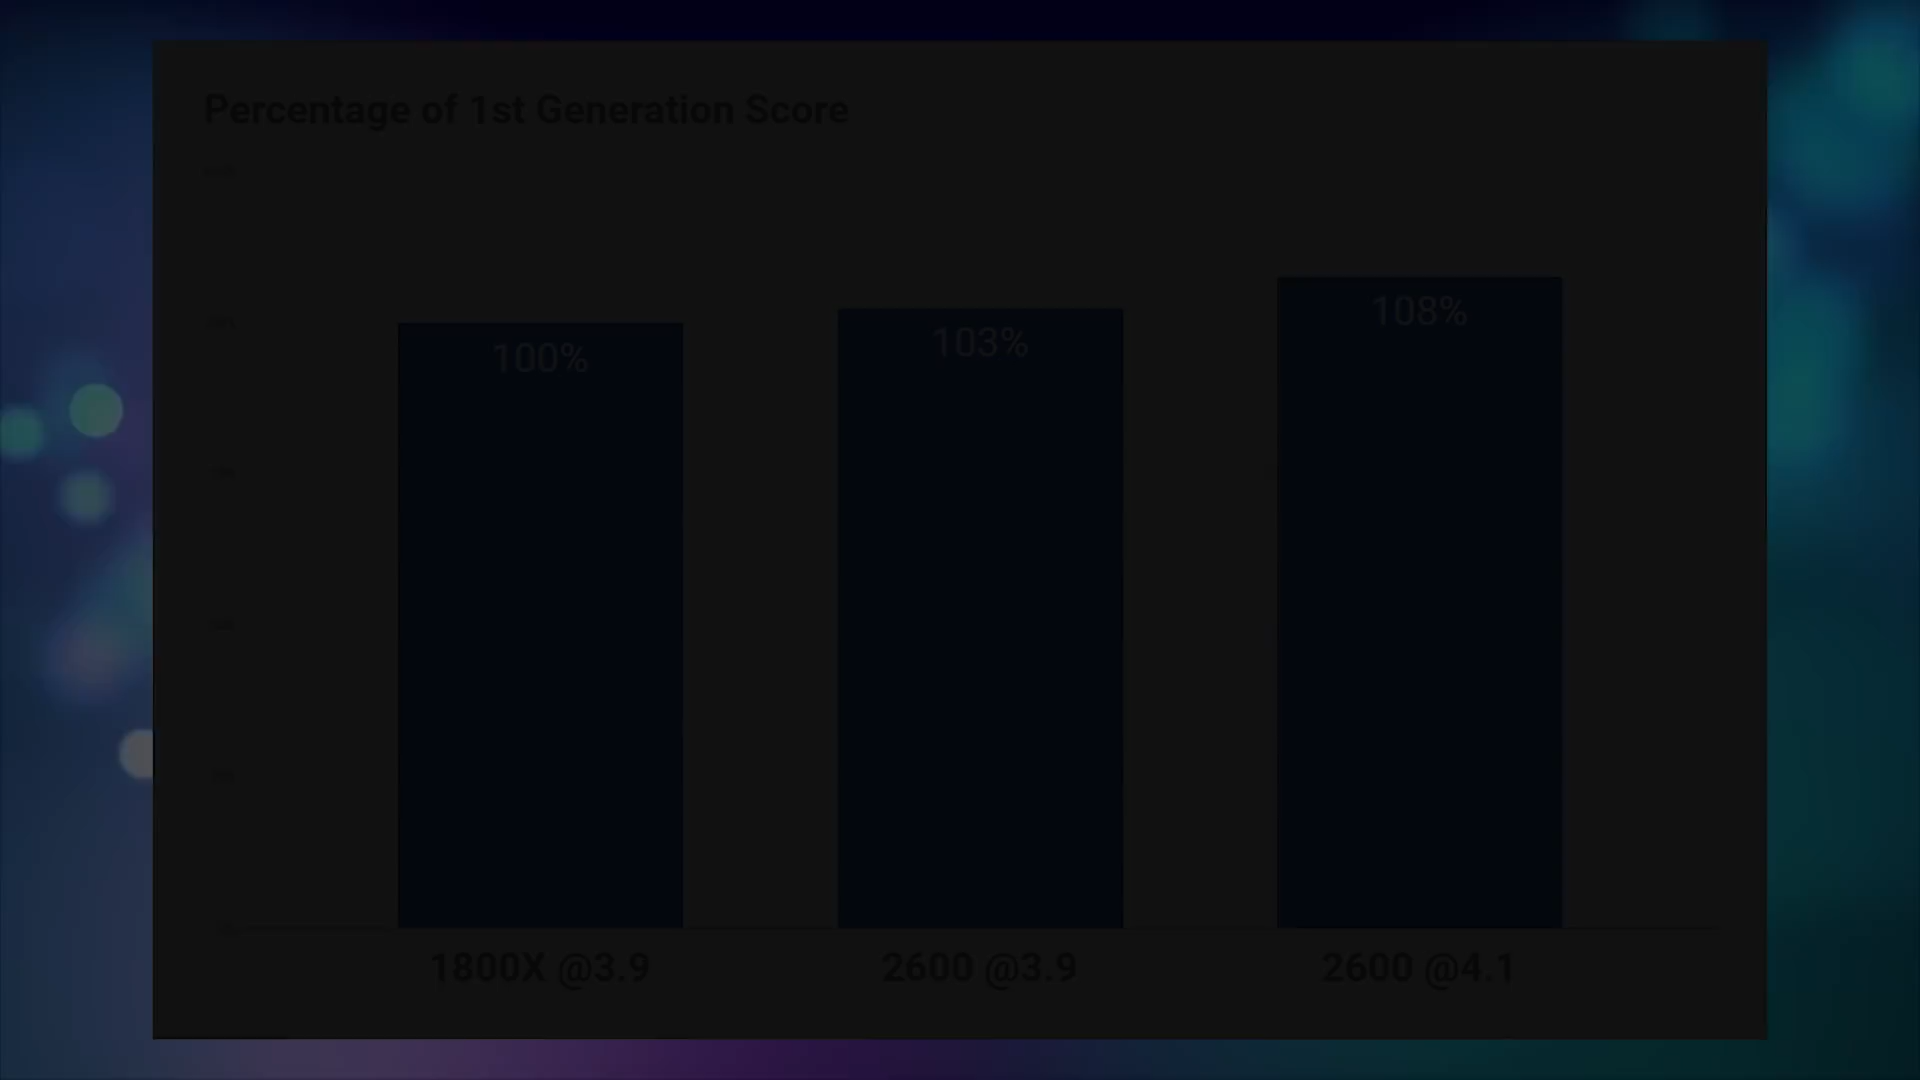 Percentage of 1st Generation Score
108%
103%
100%
1800X @3.9
2600 @3.9
2600 @4.1